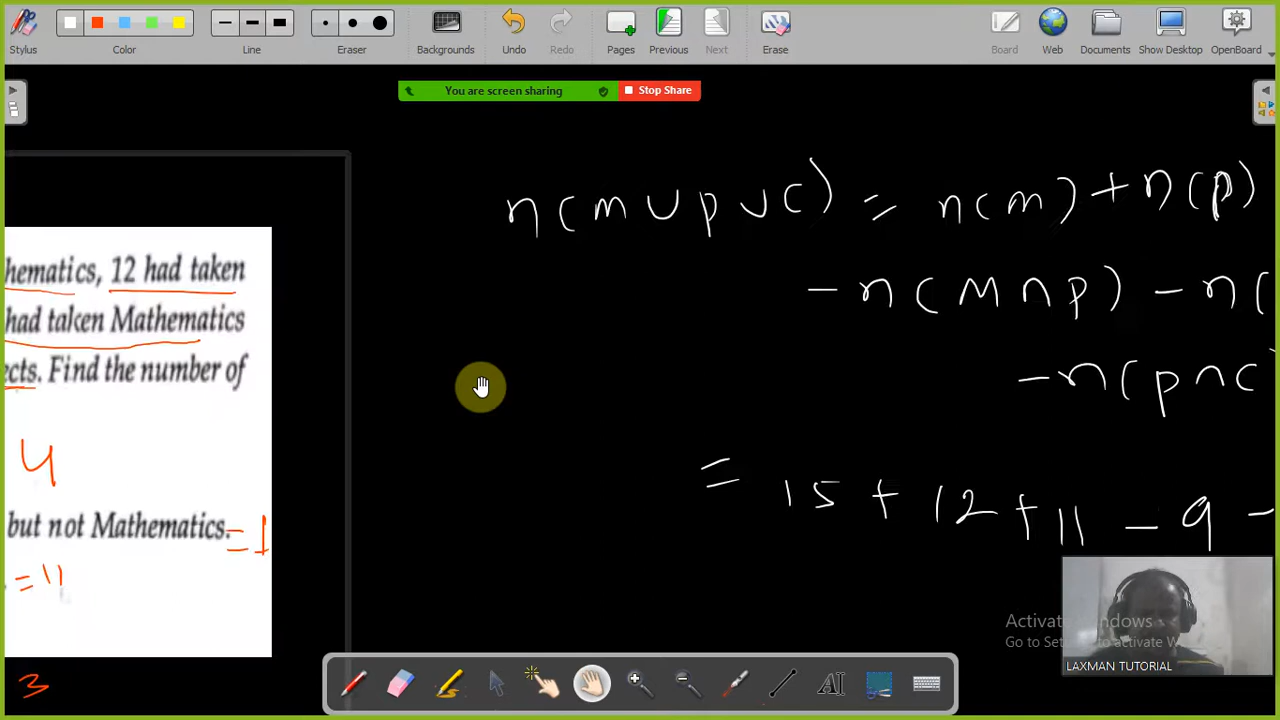 Stylus Color Line Eraser Backgrounds Undo Redo Pages Previous Next Erase Board Web Documents Show Desktop OpenBoard
You are screen sharing Stop Share
hematics, 12 had taken
had taken Mathematics
ects. Find the number of
4
but not Mathematics. = 1
. = 11
3
n(m ∪ p ∪ c) = n(m) + n(p)
- n(M ∩ p) - n(
- n(p ∩ c
= 15 + 12 + 11 - 9 -
Activate Windows
Go to Settings to activate W
LAXMAN TUTORIAL
AI